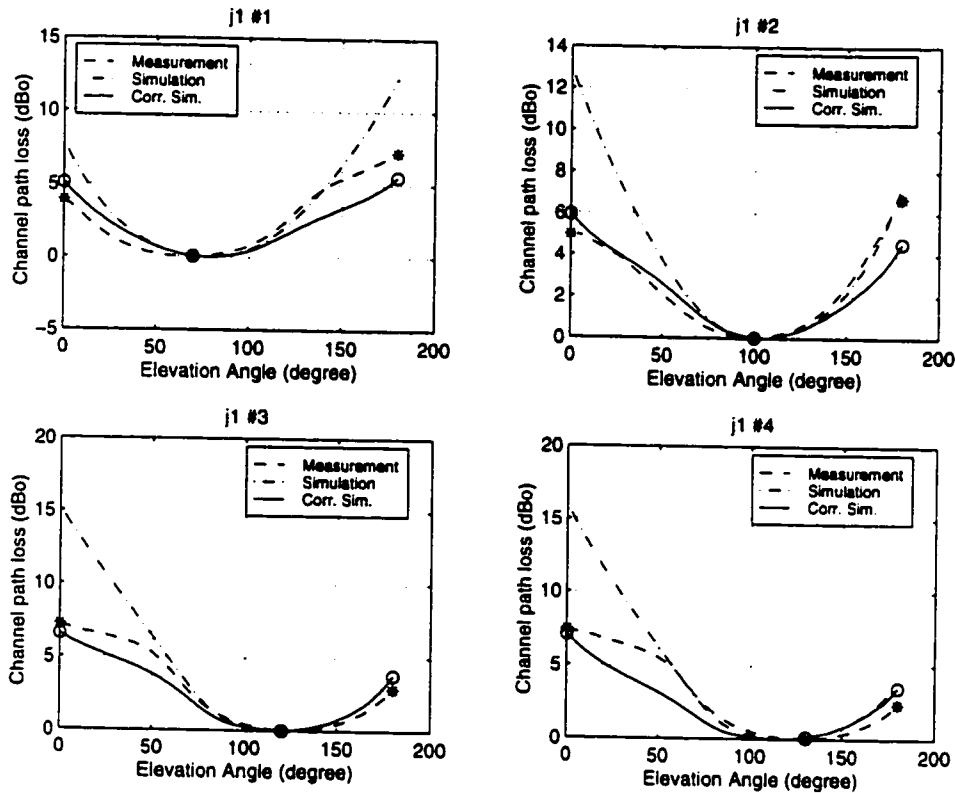 j1 #1
15
10
5
0
-5
Channel path loss (dBo)
Measurement
Simulation
Corr. Sim.
0
50
100
150
200
Elevation Angle (degree)
j1 #2
14
12
10
8
6
4
2
0
Channel path loss (dBo)
Measurement
Simulation
Corr. Sim.
0
50
100
150
200
Elevation Angle (degree)
j1 #3
20
15
10
5
0
Channel path loss (dBo)
Measurement
Simulation
Corr. Sim.
0
50
100
150
200
Elevation Angle (degree)
j1 #4
20
15
10
5
0
Channel path loss (dBo)
Measurement
Simulation
Corr. Sim.
0
50
100
150
200
Elevation Angle (degree)